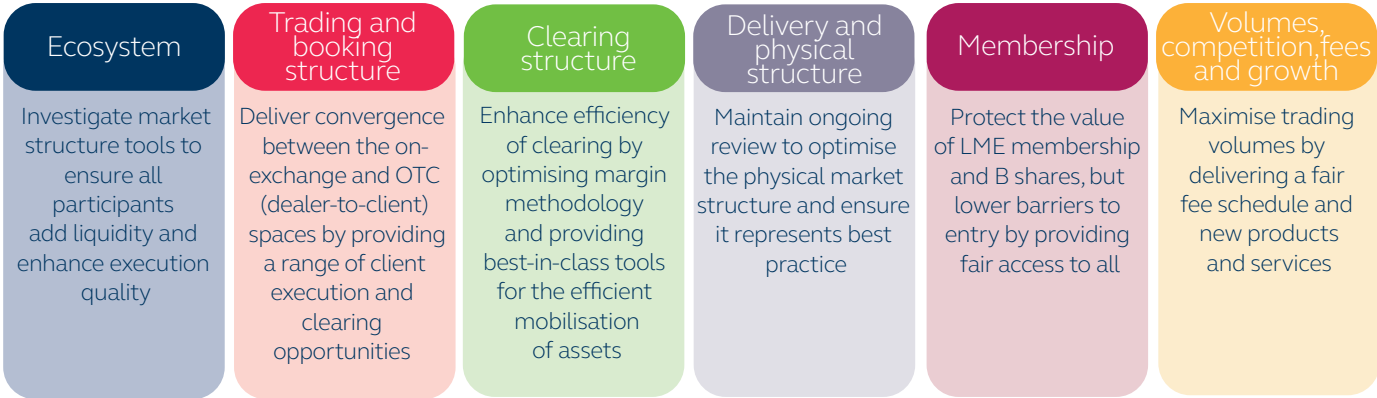 Ecosystem
Investigate market
structure tools to
ensure all
participants
add liquidity and
enhance execution
quality
Trading and
booking
structure
Deliver convergence
between the on-
exchange and OTC
(dealer-to-client)
spaces by providing
a range of client
execution and
clearing
opportunities
Clearing
structure
Enhance efficiency
of clearing by
optimising margin
methodology
and providing
best-in-class tools
for the efficient
mobilisation
of assets
Delivery and
physical
structure
Maintain ongoing
review to optimise
the physical market
structure and ensure
it represents best
practice
Membership
Protect the value
of LME membership
and B shares, but
lower barriers to
entry by providing
fair access to all
Volumes,
competition,fees
and growth
Maximise trading
volumes by
delivering a fair
fee schedule and
new products
and services